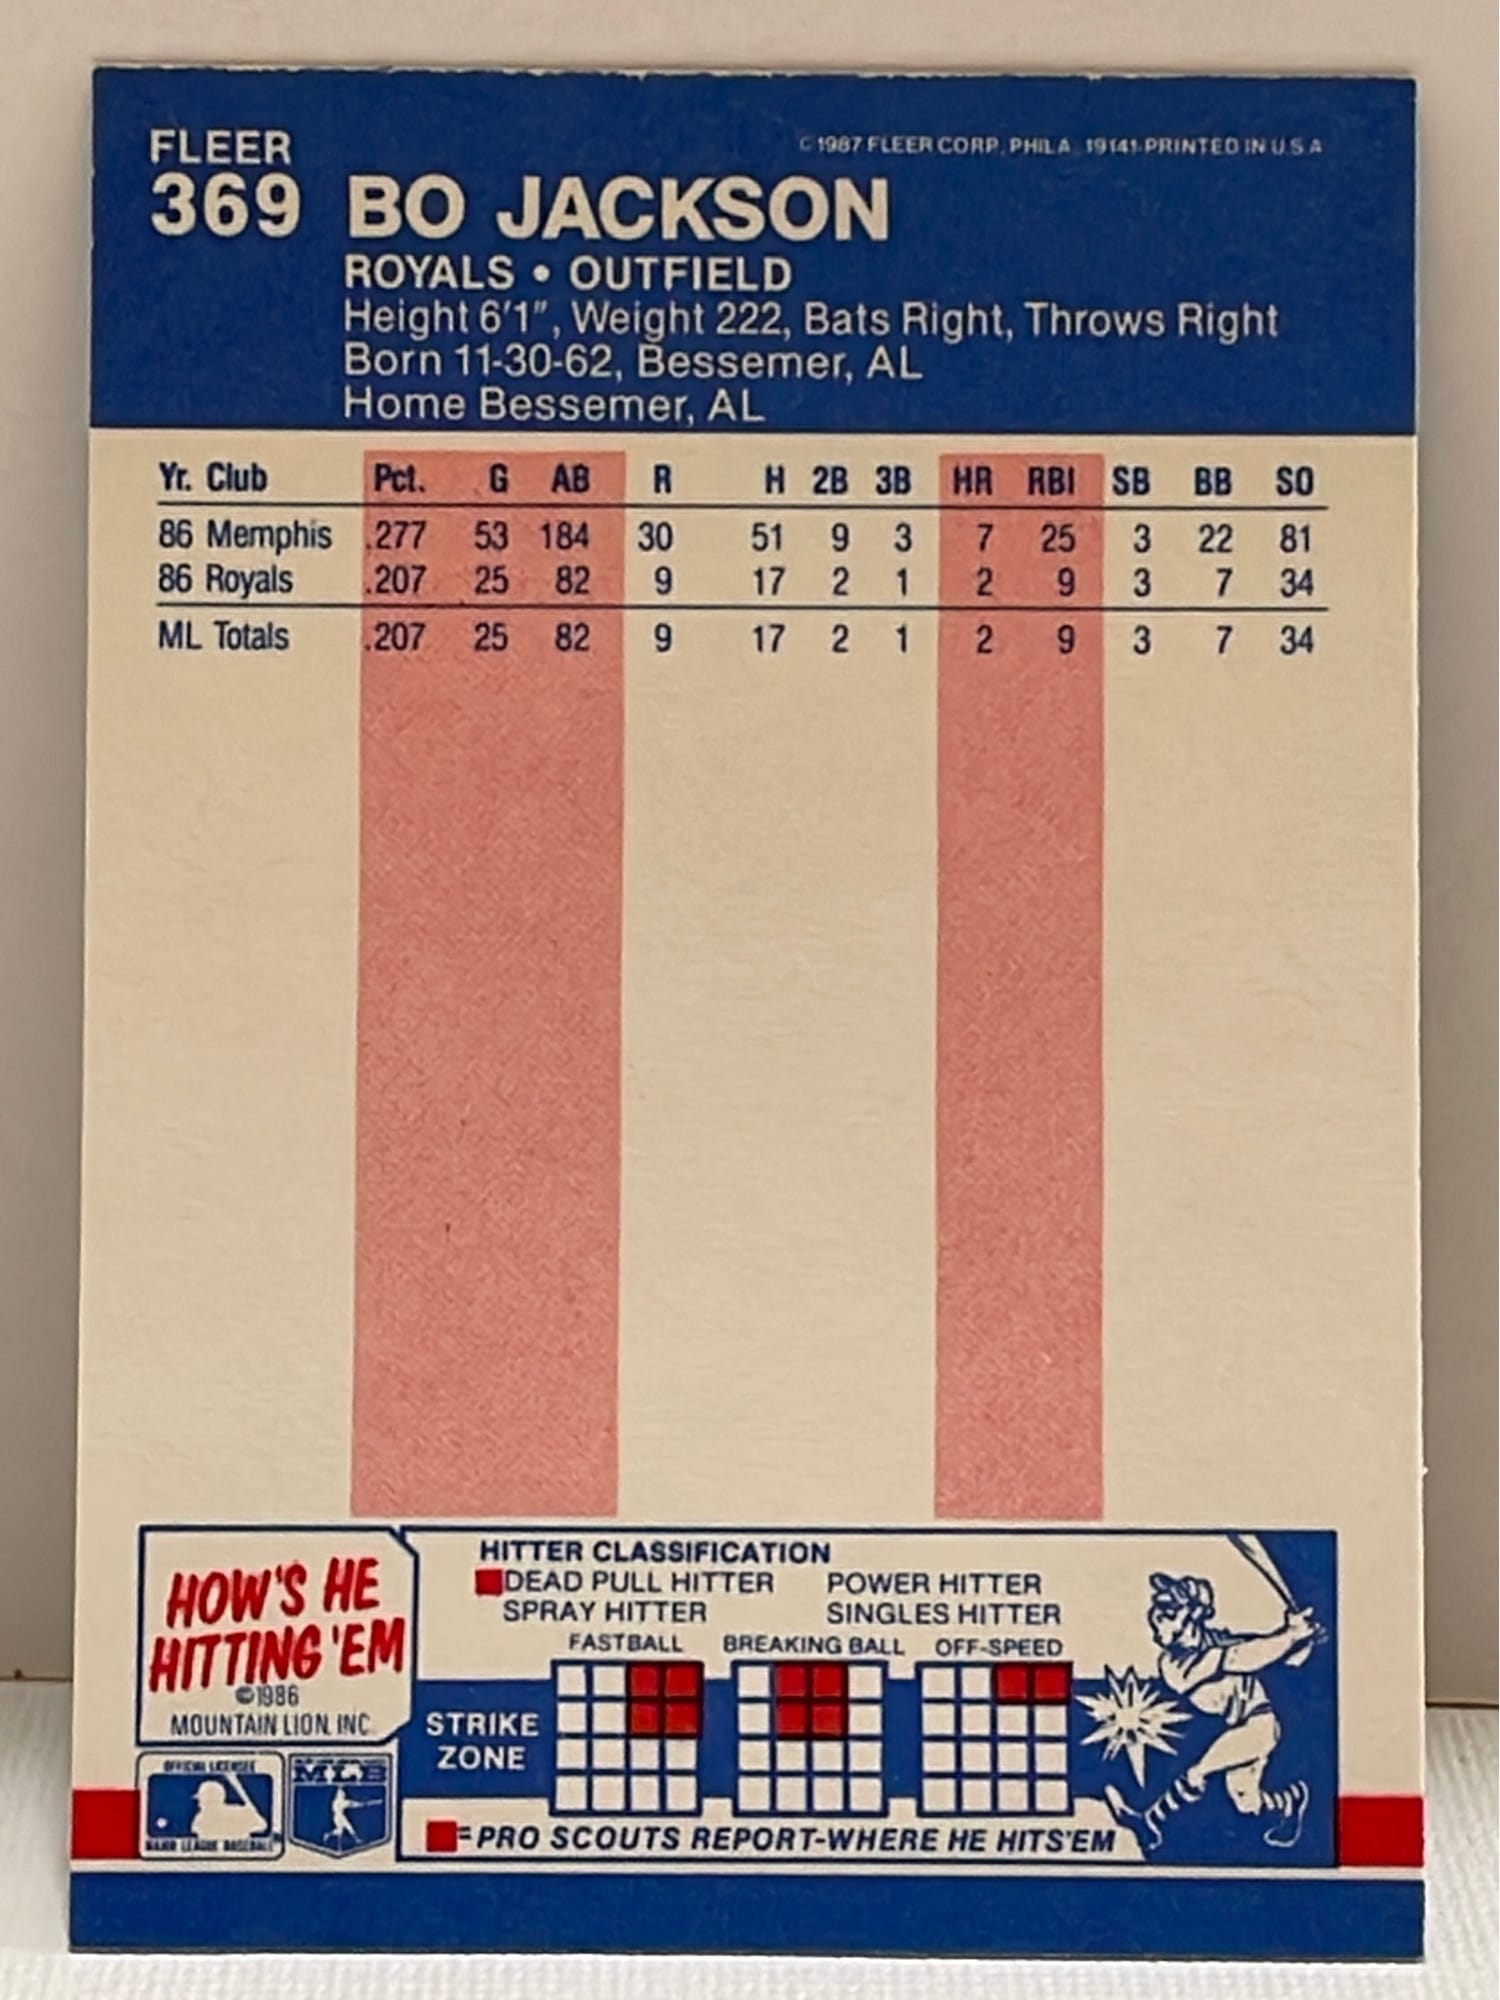 FLEER
© 1987 FLEER CORP. PHILA 19141 PRINTED IN U.S.A
369 BO JACKSON
ROYALS • OUTFIELD
Height 6'1", Weight 222, Bats Right, Throws Right
Born 11-30-62, Bessemer, AL
Home Bessemer, AL
Yr. Club Pct. G AB R H 2B 3B HR RBI SB BB SO
86 Memphis .277 53 184 30 51 9 3 7 25 3 22 81
86 Royals .207 25 82 9 17 2 1 2 9 3 7 34
ML Totals .207 25 82 9 17 2 1 2 9 3 7 34
HOW'S HE
HITTING 'EM
©1986
MOUNTAIN LION. INC.
HITTER CLASSIFICATION
DEAD PULL HITTER POWER HITTER
SPRAY HITTER SINGLES HITTER
FASTBALL BREAKING BALL OFF-SPEED
STRIKE
ZONE
= PRO SCOUTS REPORT-WHERE HE HITS'EM
OFFICIAL LICENSEE
MAJOR LEAGUE BASEBALL
MLB